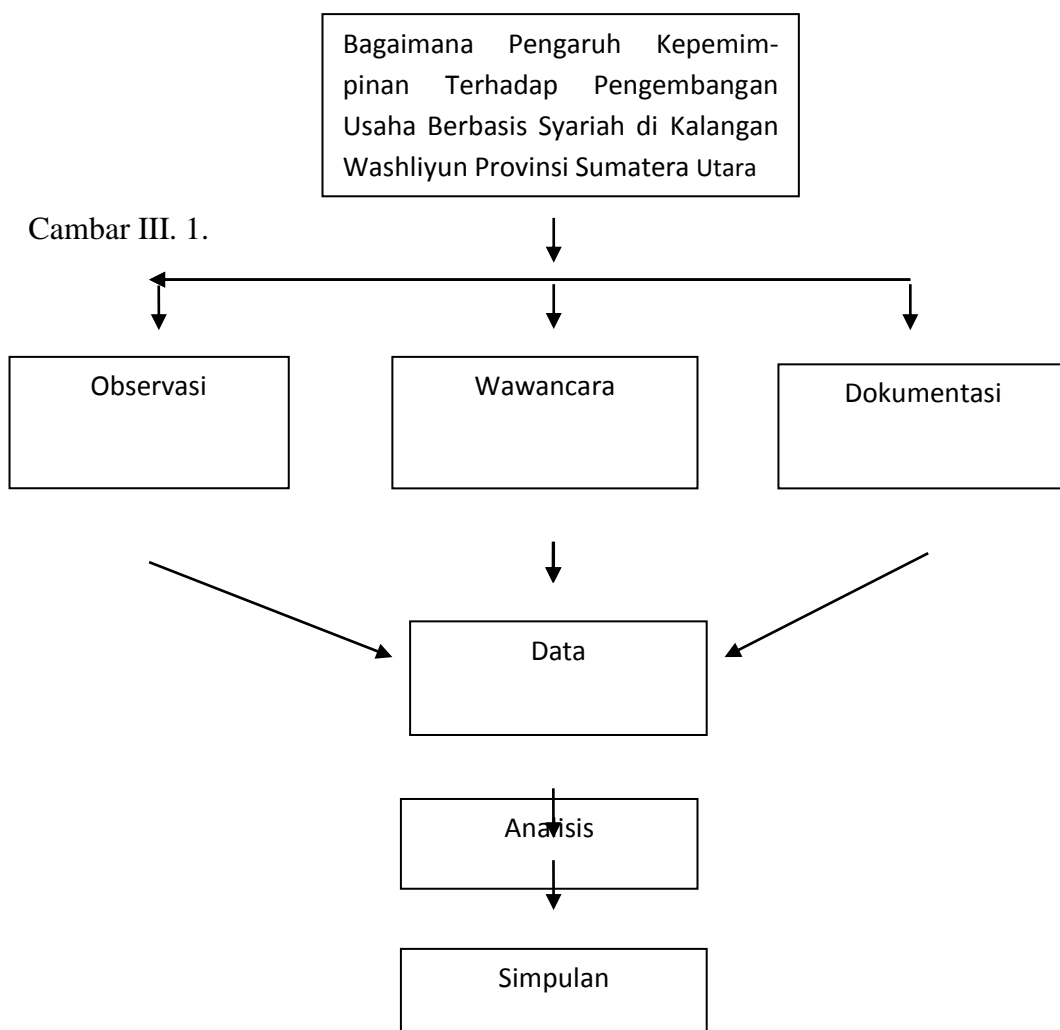 Bagaimana Pengaruh Kepemim-
pinan Terhadap Pengembangan
Usaha Berbasis Syariah di Kalangan
Washliyun Provinsi Sumatera Utara
Cambar III. 1.
Observasi
Wawancara
Dokumentasi
Data
Analisis
Simpulan